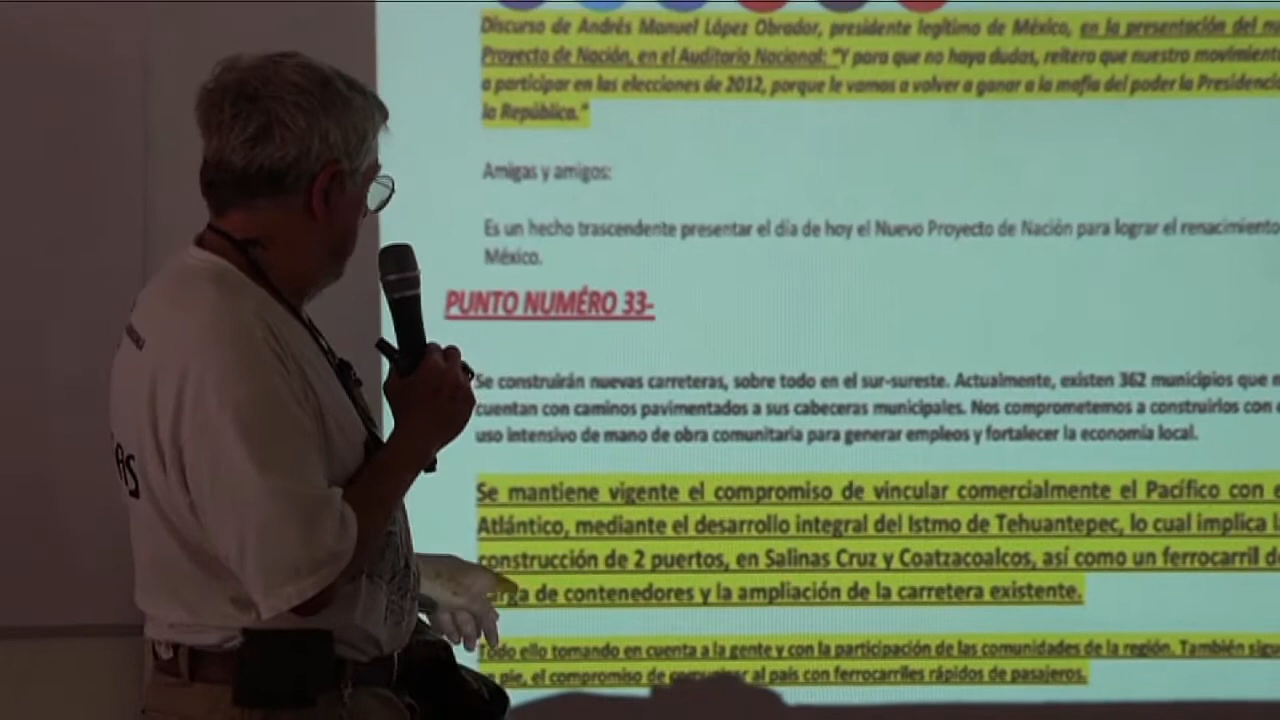 Discurso de Andrés Manuel López Obrador, presidente legítimo de México, en la presentación del
Proyecto de Nación, en el Auditorio Nacional: "Y para que no haya dudas, reitero que nuestro movimiento
a participar en las elecciones de 2012, porque le vamos a volver a ganar a la mafia del poder la
la República."
Amigas y amigos:
Es un hecho trascendente presentar el día de hoy el Nuevo Proyecto de Nación para lograr el renacimiento
México.
PUNTO NUMÉRO 33-
Se construirán nuevas carreteras, sobre todo en el sur-sureste. Actualmente, existen 362 municipios que
cuentan con caminos pavimentados a sus cabeceras municipales. Nos comprometemos a construirlos con
uso intensivo de mano de obra comunitaria para generar empleos y fortalecer la economía local.
Se mantiene vigente el compromiso de vincular comercialmente el Pacífico con
Atlántico, mediante el desarrollo integral del Istmo de Tehuantepec, lo cual implica
construcción de 2 puertos, en Salinas Cruz y Coatzacoalcos, así como un ferrocarril
de contenedores y la ampliación de la carretera existente.
Todo ello tomando en cuenta a la gente y con la participación de las comunidades de la región. También
pie, el compromiso de al país con ferrocarriles rápidos de pasajeros.